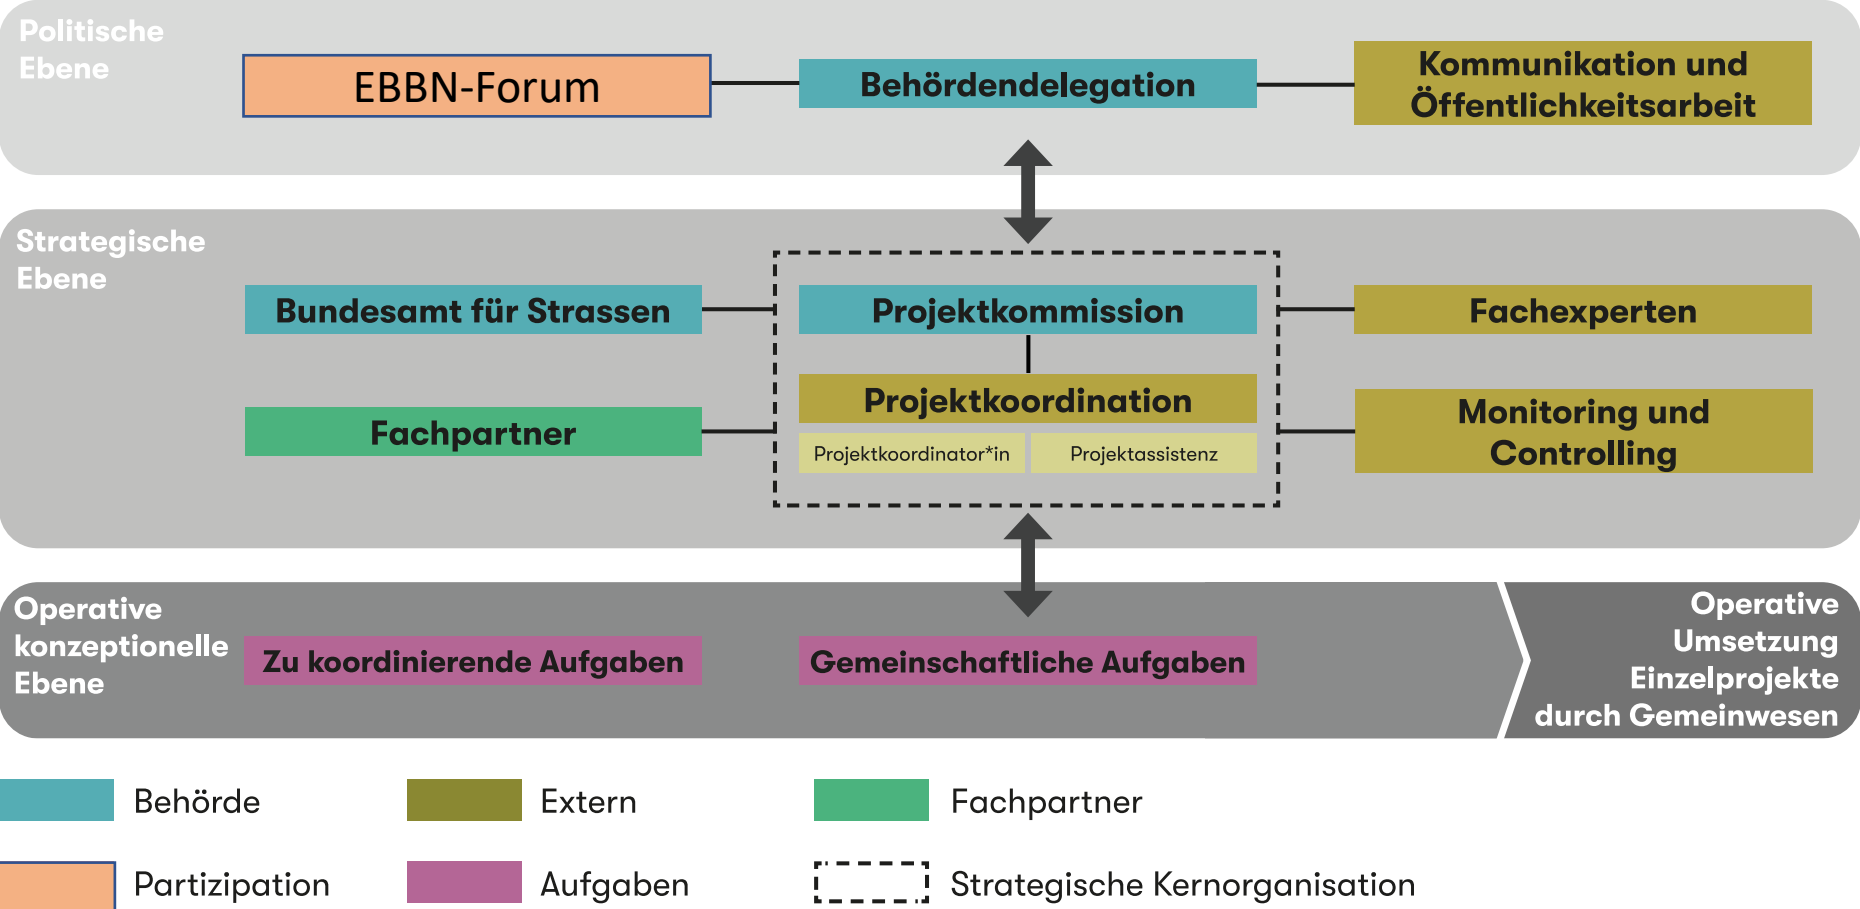 Politische
Ebene
EBBN-Forum
Behördendelegation
Kommunikation und
Öffentlichkeitsarbeit
Strategische
Ebene
Bundesamt für Strassen
Projektkommission
Fachexperten
Fachpartner
Projektkoordination
Projektkoordinator*in
Projektassistenz
Monitoring und
Controlling
Operative
konzeptionelle
Ebene
Zu koordinierende Aufgaben
Gemeinschaftliche Aufgaben
Operative
Umsetzung
Einzelprojekte
durch Gemeinwesen
Behörde
Extern
Fachpartner
Partizipation
Aufgaben
Strategische Kernorganisation